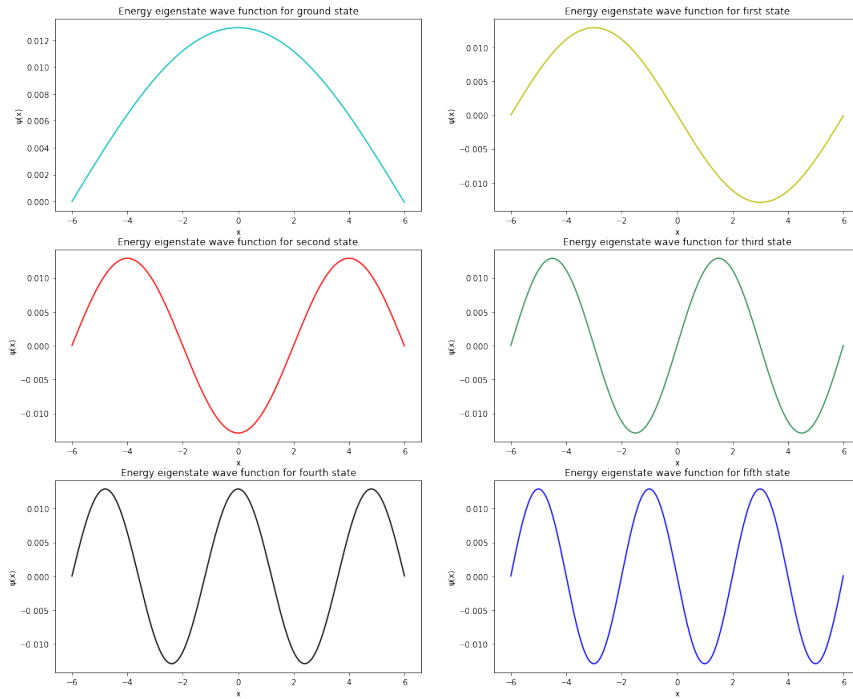 Energy eigenstate wave function for ground state
0.012
0.010
0.008
0.006
0.004
0.002
0.000
ψ(x)
−6 −4 −2 0 2 4 6
x
Energy eigenstate wave function for first state
0.010
0.005
0.000
−0.005
−0.010
ψ(x)
−6 −4 −2 0 2 4 6
x
Energy eigenstate wave function for second state
0.010
0.005
0.000
−0.005
−0.010
ψ(x)
−6 −4 −2 0 2 4 6
x
Energy eigenstate wave function for third state
0.010
0.005
0.000
−0.005
−0.010
ψ(x)
−6 −4 −2 0 2 4 6
x
Energy eigenstate wave function for fourth state
0.010
0.005
0.000
−0.005
−0.010
ψ(x)
−6 −4 −2 0 2 4 6
x
Energy eigenstate wave function for fifth state
0.010
0.005
0.000
−0.005
−0.010
ψ(x)
−6 −4 −2 0 2 4 6
x